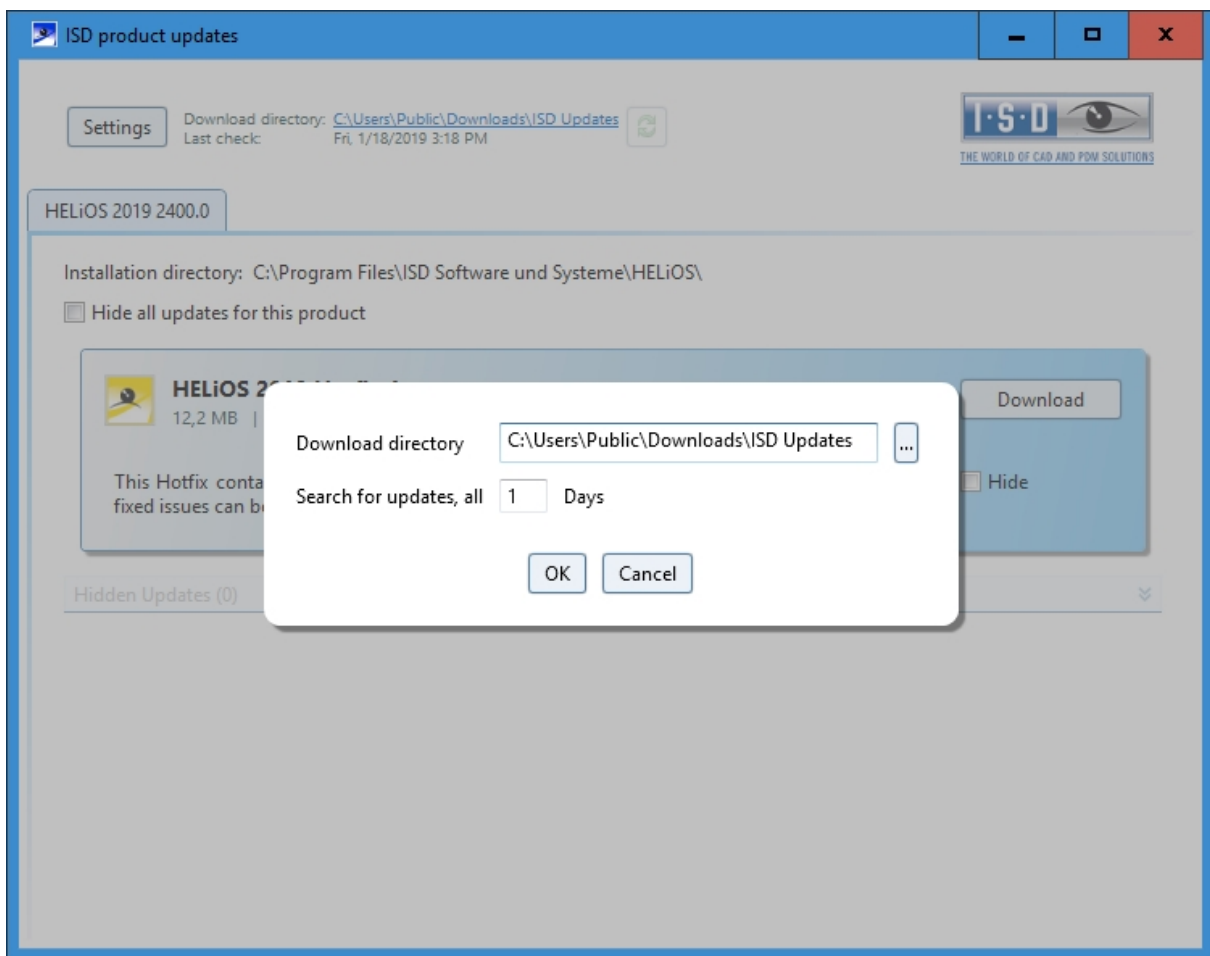 ISD product updates
Settings
Download directory: C:\Users\Public\Downloads\ISD Updates
Last check: Fri, 1/18/2019 3:18 PM
I·S·D
THE WORLD OF CAD AND PDM SOLUTIONS
HELiOS 2019 2400.0
Installation directory: C:\Program Files\ISD Software und Systeme\HELiOS\
Hide all updates for this product
HELiOS
12,2 MB |
Download
This Hotfix
fixed issues can
Hide
Download directory C:\Users\Public\Downloads\ISD Updates ...
Search for updates, all 1 Days
OK Cancel
Hidden Updates (0)